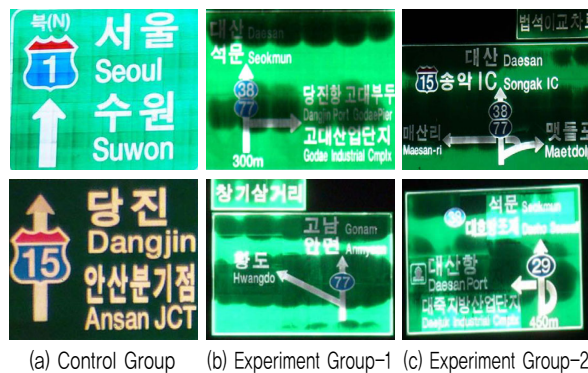 북(N)
서울
1
Seoul
수원
Suwon
대산 Daesan
석문 Seokmun
38
77
당진항 고대부두
Dangjin Port GodaePier
고대산업단지
Godae Industrial Cmplx
300m
법석이교차로
대산 Daesan
15 송악 IC Songak IC
38
77
매산리
Maesan-ri
맷돌포
Maetdol
당진
Dangjin
15
안산분기점
Ansan JCT
창기삼거리
고남 Gonam
안면 Anmyeon
황도
Hwangdo
77
석문 Seokmun
38
29
대산항
Daesan Port
대죽지방산업단지
Daejuk Industrial Cmplx
450m
(a) Control Group
(b) Experiment Group-1
(c) Experiment Group-2